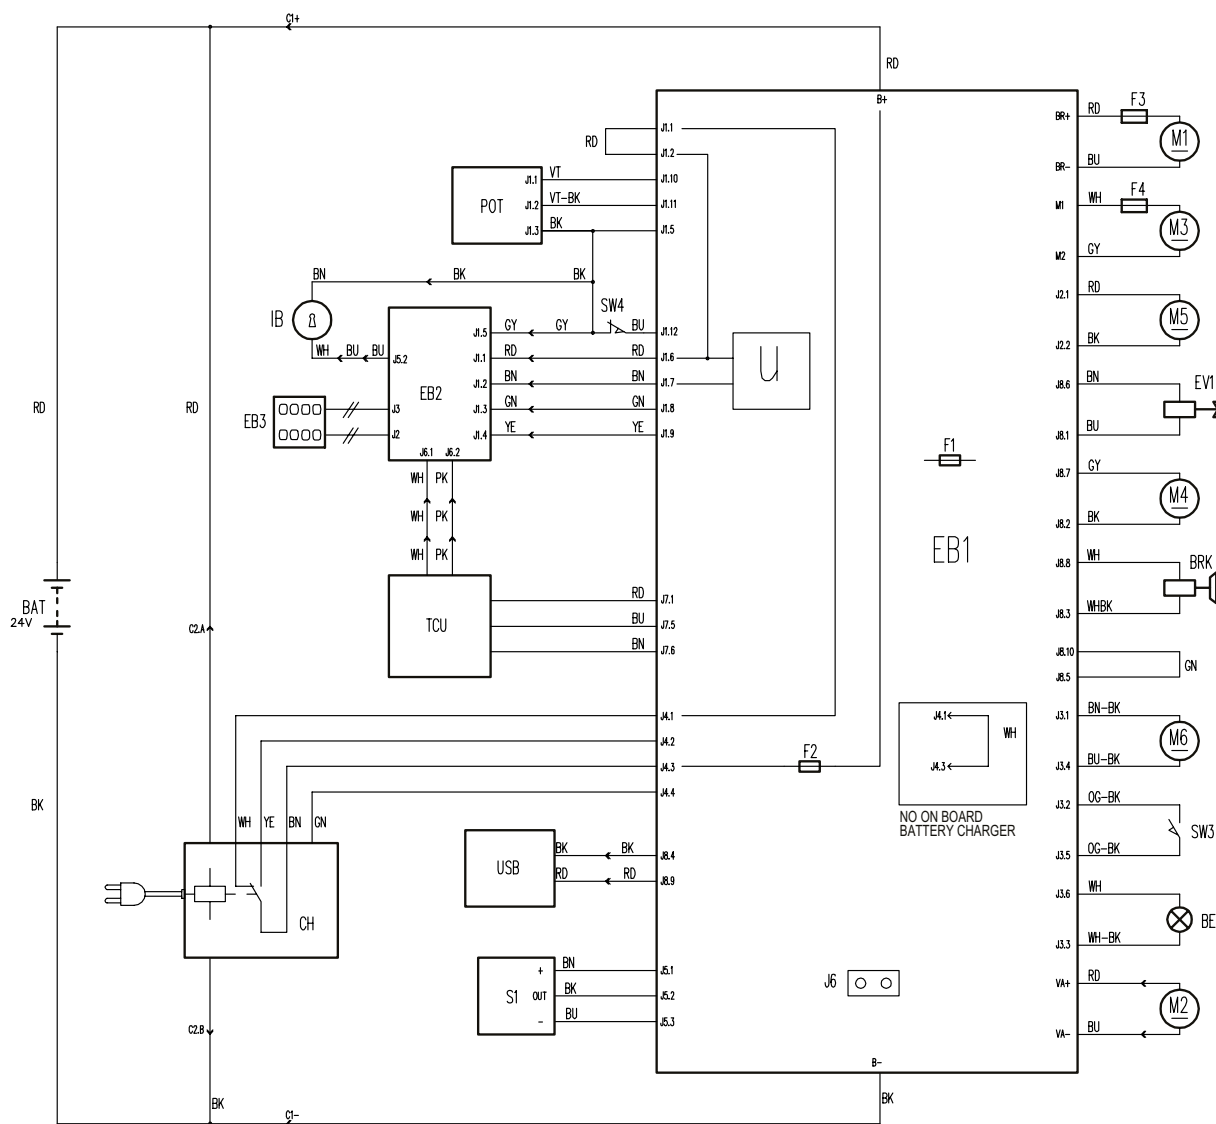 C1+
RD
B+
BR+ RD F3
M1
BR- BU
J1.1
RD
J1.2
J1.1 VT J1.10
POT J1.2 VT-BK J1.11
J1.3 BK J1.5
M1 WH F4
M3
M2 GY
BN BK BK
IB
SW4
J2.1 RD
M5
J2.2 BK
J1.5 GY GY BU J1.12
WH BU BU J5.2
J1.1 RD RD J1.6
U
J1.2 BN BN J1.7
EB2
J1.3 GN GN J1.8
J1.4 YE YE J1.9
EB3
J3
J2
J6.1 J6.2
RD
RD
J8.6 BN
EV1
J8.1 BU
F1
WH PK
WH PK
WH PK
J8.7 GY
M4
J8.2 BK
EB1
J8.8 WH
BRK
J8.3 WHBK
BAT
24V
C2.A
TCU
RD J7.1
BU J7.5
BN J7.6
J8.10
GN
J8.5
J4.1
J4.2
J4.3
J4.4
F2
J4.1
WH
J4.3
NO ON BOARD
BATTERY CHARGER
J3.1 BN-BK
M6
J3.4 BU-BK
J3.2 OG-BK
SW3
J3.5 OG-BK
BK
WH YE BN GN
CH
USB
BK BK J8.4
RD RD J8.9
J3.6 WH
BE
J3.3 WH-BK
S1
+ BN J5.1
OUT BK J5.2
- BU J5.3
J6
VA+ RD
M2
VA- BU
C2.B
B-
BK
BK
C1-